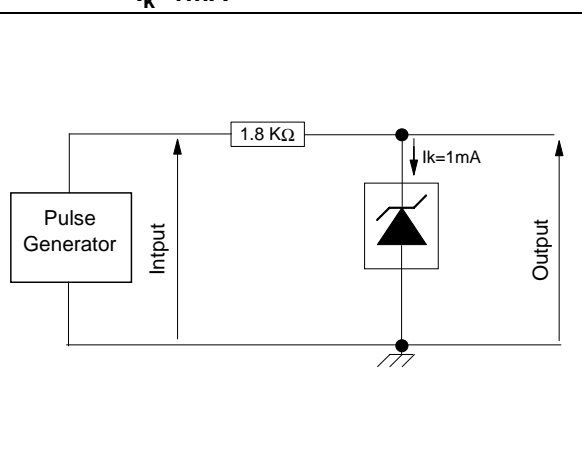 1.8 KΩ
Ik=1mA
Pulse
Generator
Intput
Output